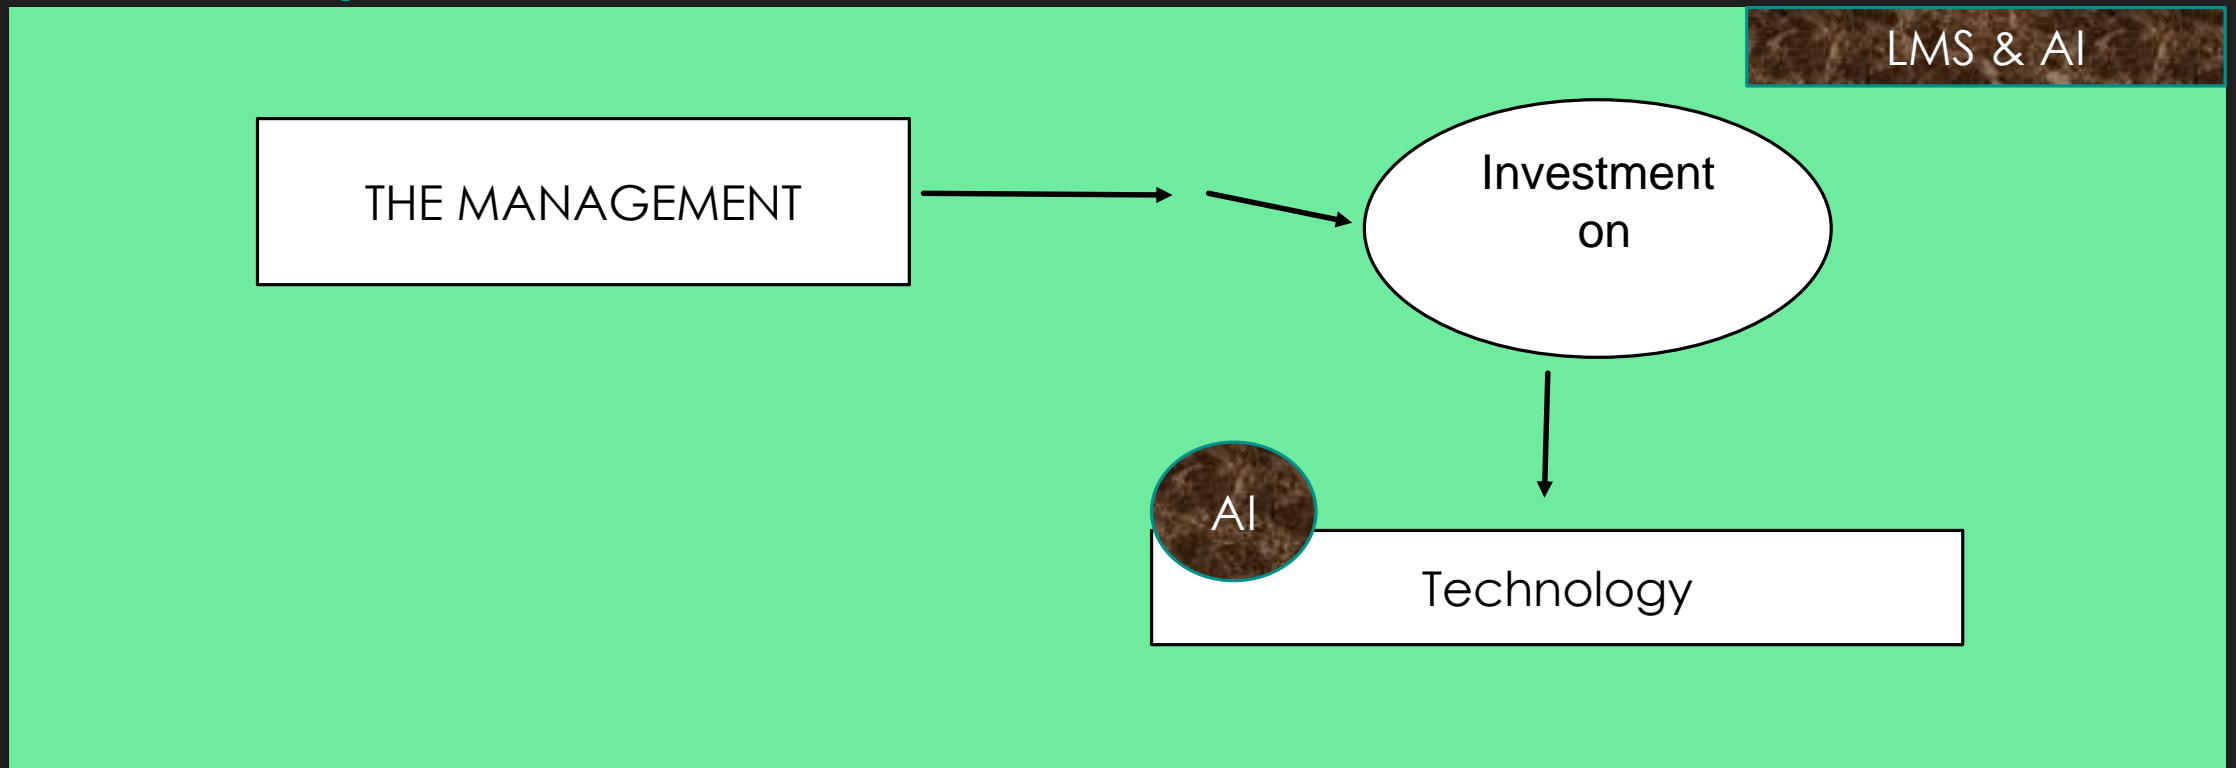 LMS & AI
THE MANAGEMENT
Investment
on
AI
Technology